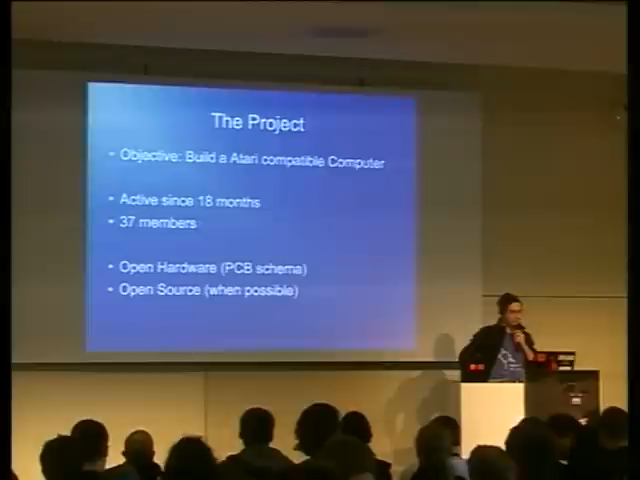 The Project
- Objective: Build a Atari compatible Computer
- Active since 18 months
- 37 members
- Open Hardware (PCB schema)
- Open Source (when possible)